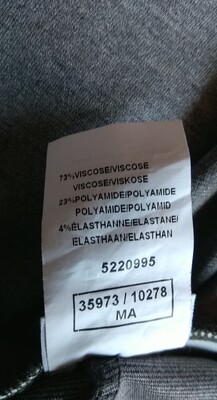 73%VISCOSE/VISCOSE
VISCOSE/VISKOSE
23%POLYAMIDE/POLYAMIDE
POLYAMIDE/POLYAMID
4%ELASTHANNE/ELASTANE/
ELASTHAAN/ELASTHAN
5220995
35973 / 10278
MA